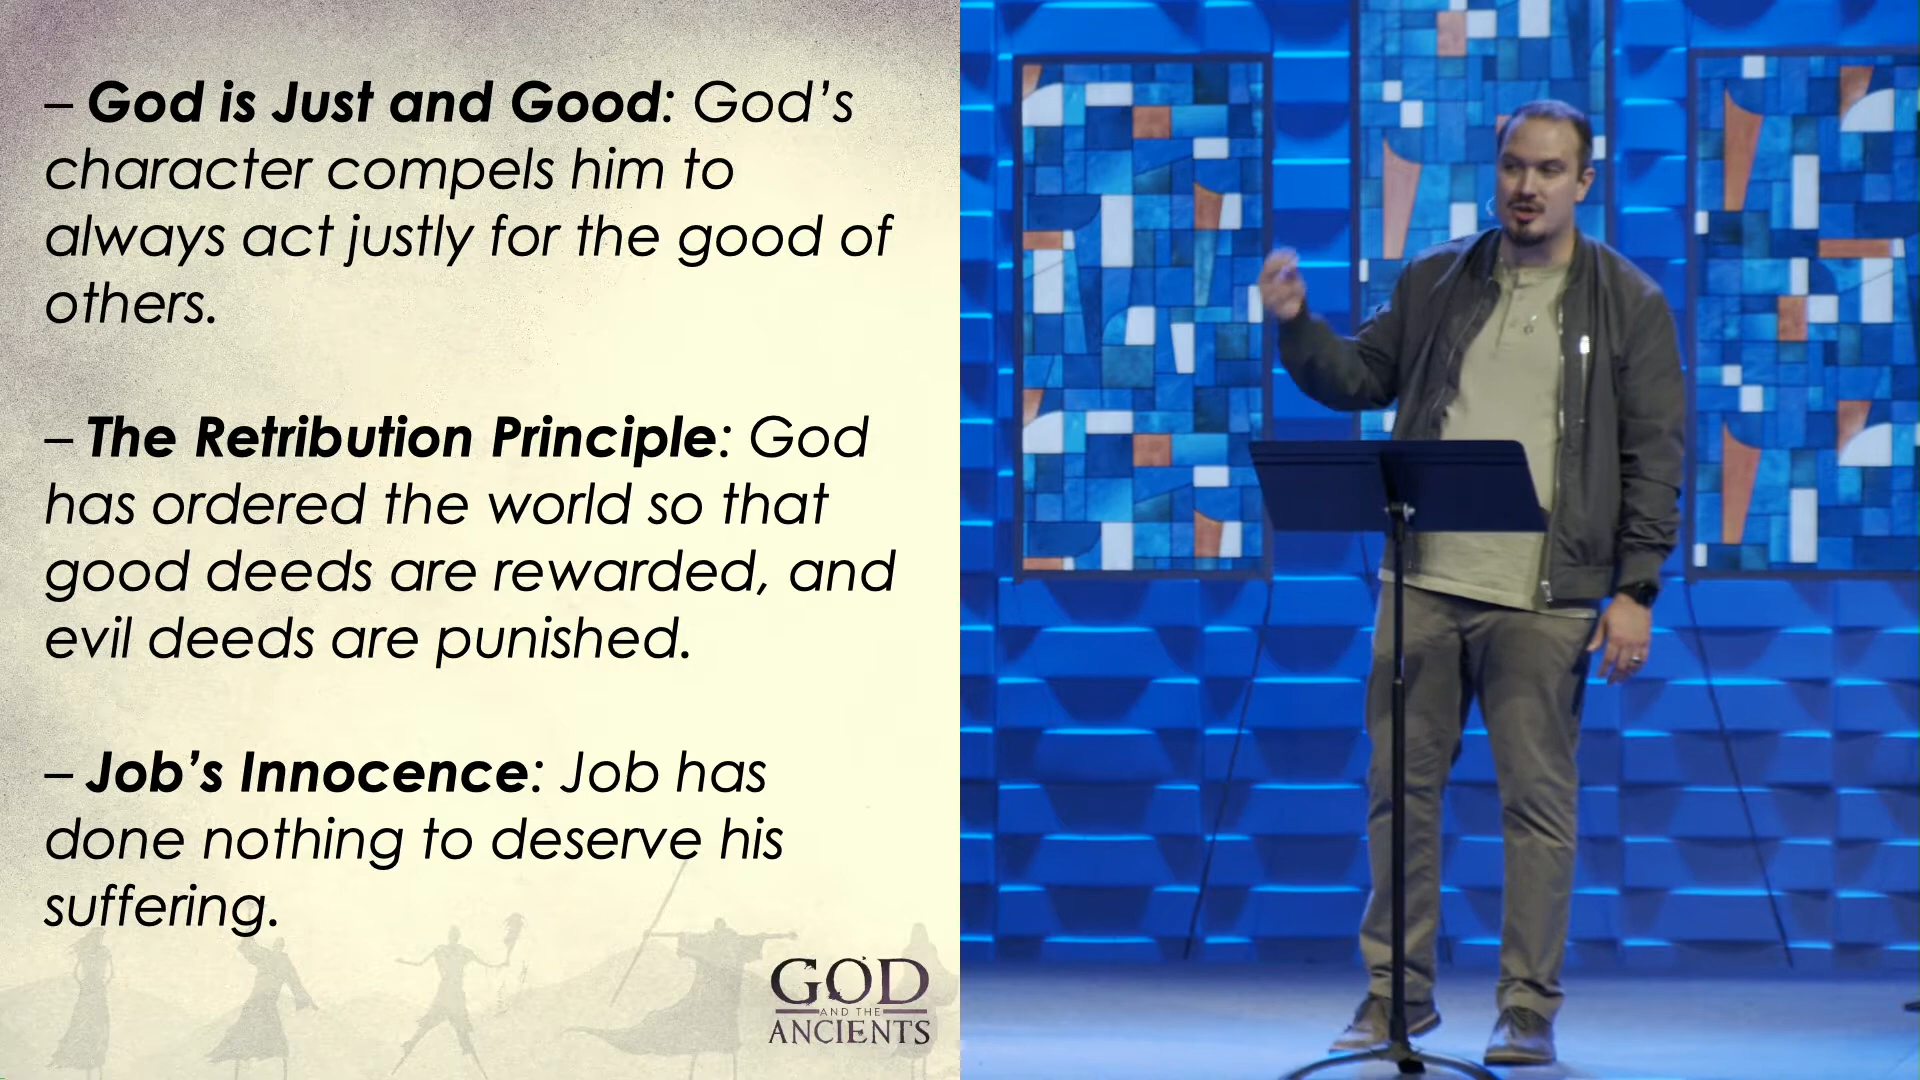 – God is Just and Good: God’s
character compels him to
always act justly for the good of
others.
– The Retribution Principle: God
has ordered the world so that
good deeds are rewarded, and
evil deeds are punished.
– Job’s Innocence: Job has
done nothing to deserve his
suffering.
GOD
AND THE
ANCIENTS